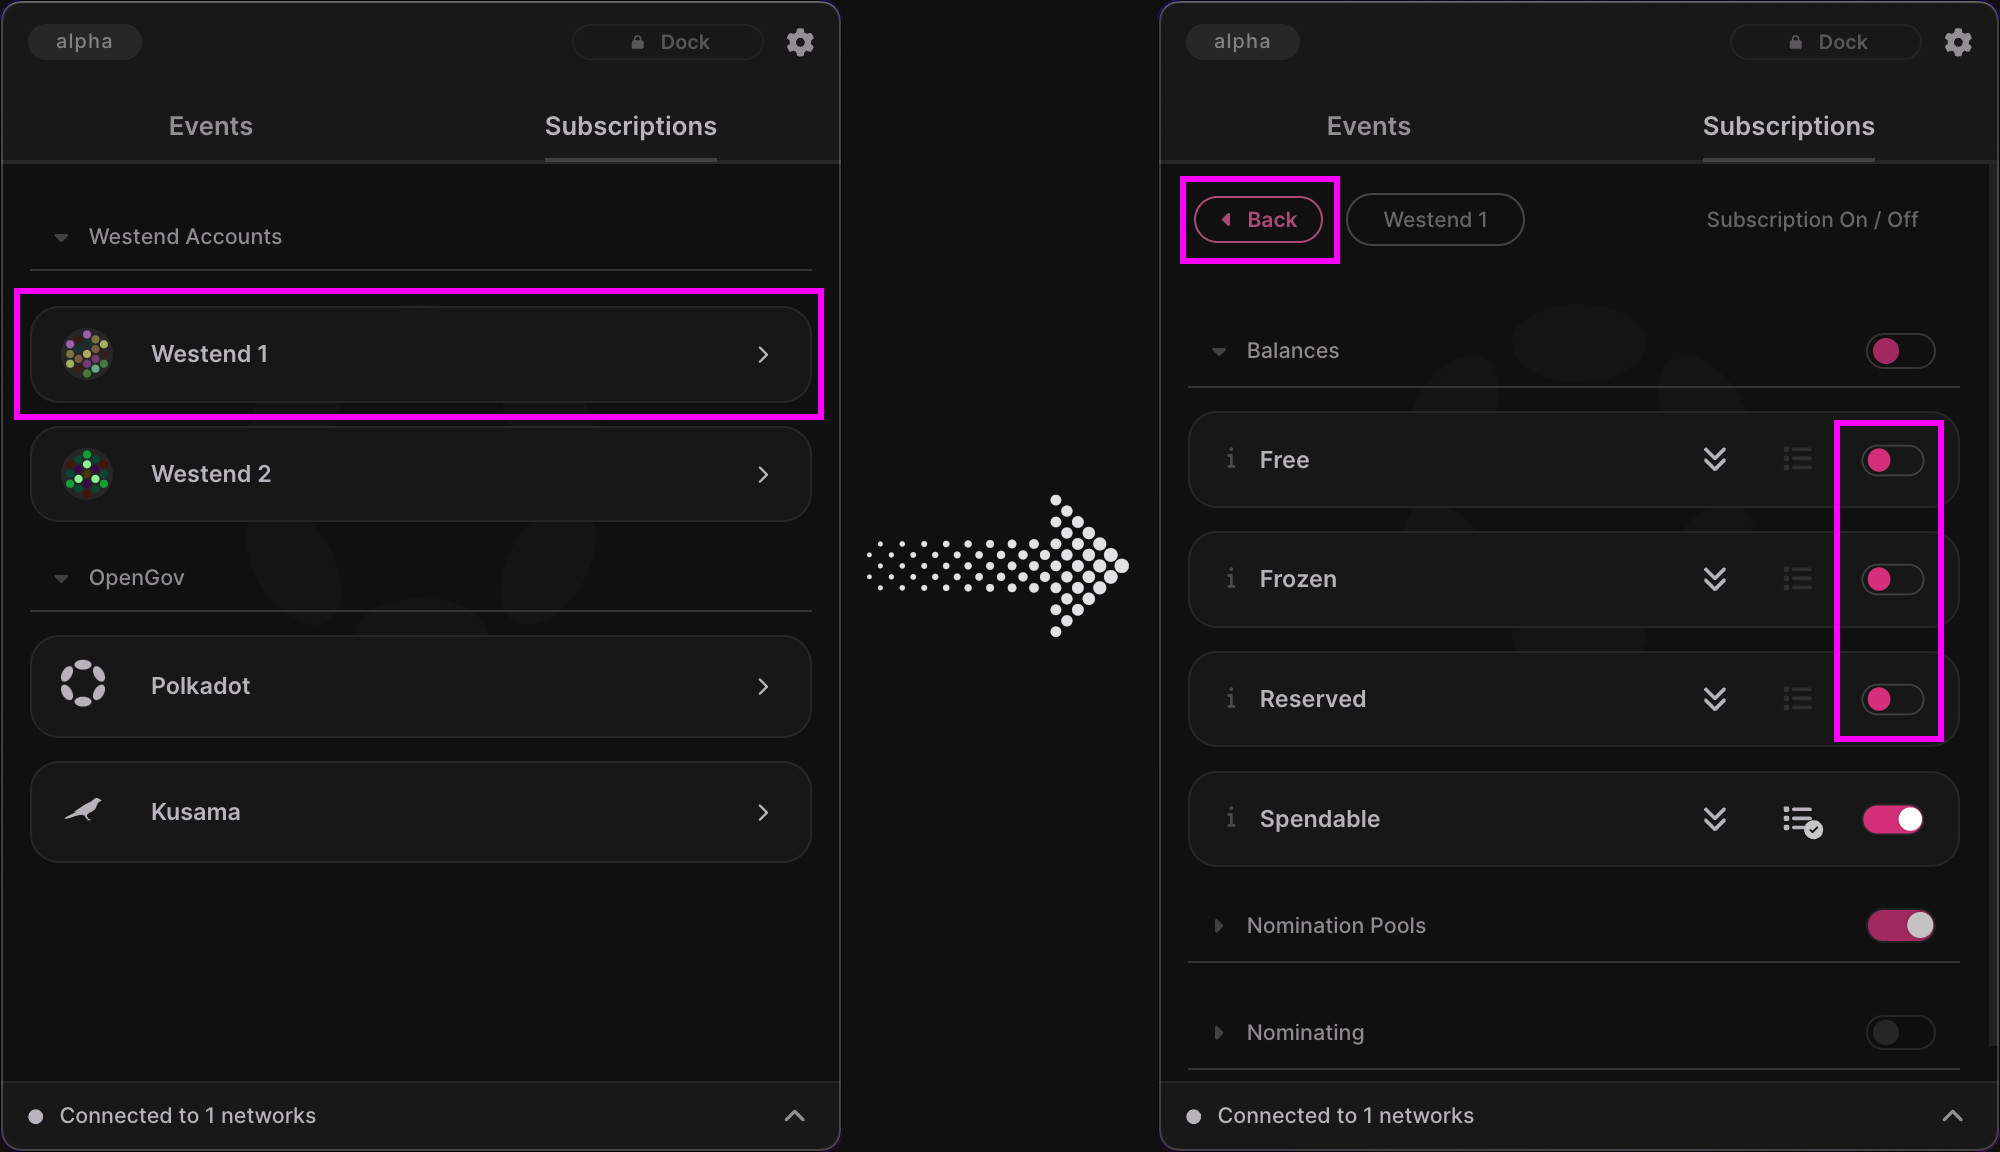 alpha
Dock
Events
Subscriptions
Westend Accounts
Westend 1
Westend 2
OpenGov
Polkadot
Kusama
Connected to 1 networks
alpha
Dock
Events
Subscriptions
Back
Westend 1
Subscription On / Off
Balances
Free
Frozen
Reserved
Spendable
Nomination Pools
Nominating
Connected to 1 networks